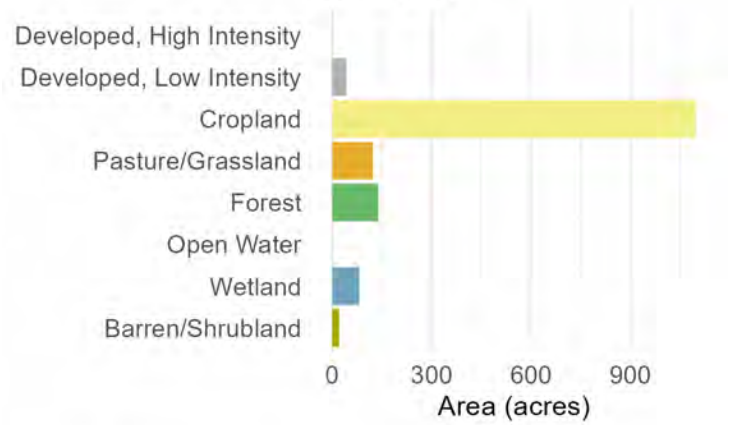 Developed, High Intensity
Developed, Low Intensity
Cropland
Pasture/Grassland
Forest
Open Water
Wetland
Barren/Shrubland
0 300 600 900
Area (acres)